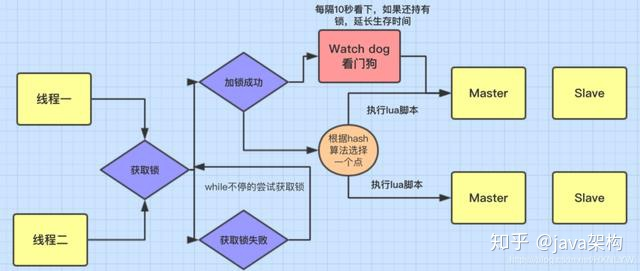 每隔10秒看下，如果还持有
锁，延长生存时间
Watch dog
看门狗
线程一
加锁成功
Master
Slave
执行lua脚本
根据hash
算法选择
一个点
获取锁
while不停的尝试获取锁
执行lua脚本
Master
Slave
线程二
获取锁失败
知乎 @java架构